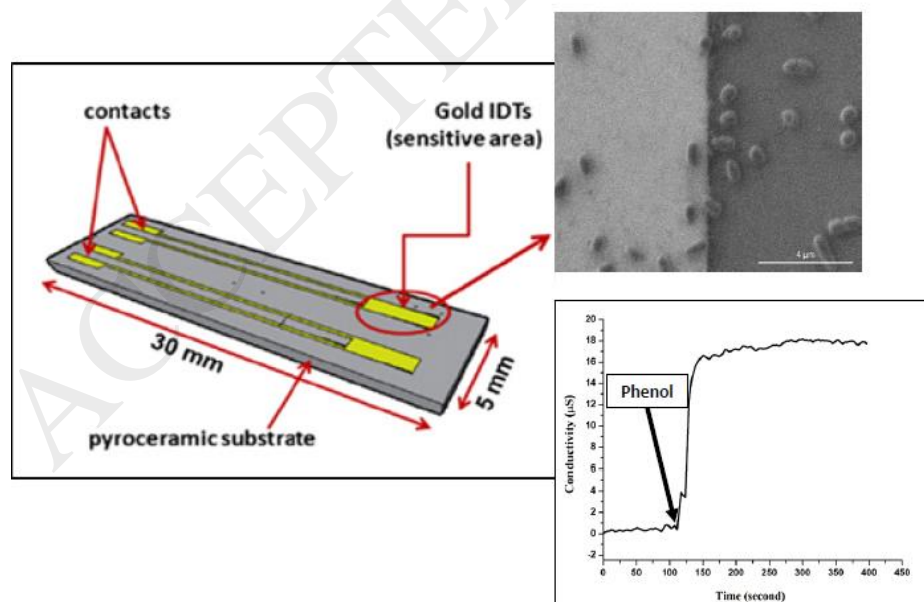 ACCEPTE
contacts
Gold IDTs
(sensitive area)
30 mm
5 mm
pyroceramic substrate
4 µm
Phenol
Conductivity (µS)
20
18
16
14
12
10
8
6
4
2
0
-2
0 50 100 150 200 250 300 350 400 450
Time (second)